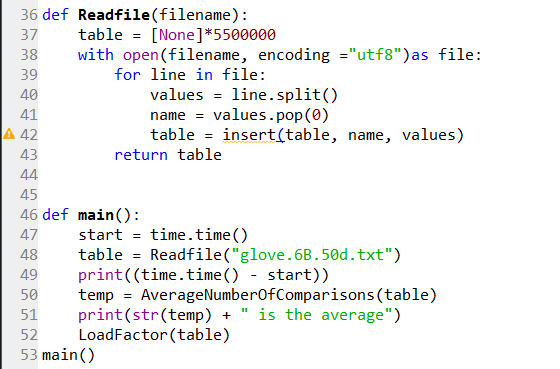 36 def Readfile(filename):
37     table = [None]*5500000
38     with open(filename, encoding ="utf8")as file:
39         for line in file:
40             values = line.split()
41             name = values.pop(0)
42             table = insert(table, name, values)
43         return table
44
45
46 def main():
47     start = time.time()
48     table = Readfile("glove.6B.50d.txt")
49     print((time.time() - start))
50     temp = AverageNumberOfComparisons(table)
51     print(str(temp) + " is the average")
52     LoadFactor(table)
53 main()